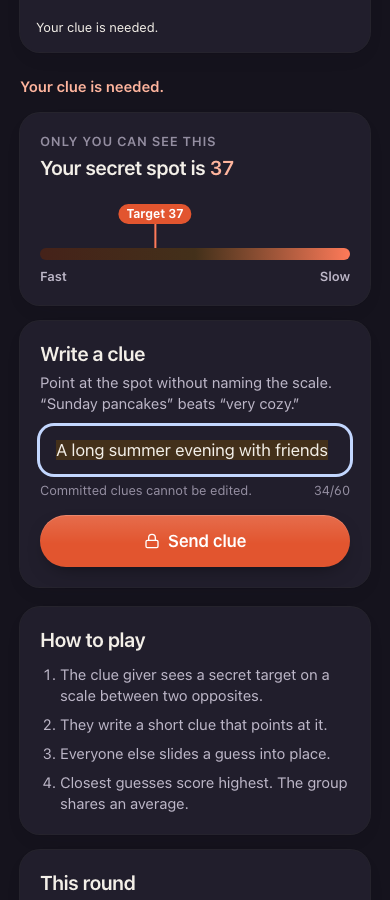 Your clue is needed.
Your clue is needed.
ONLY YOU CAN SEE THIS
Your secret spot is 37
Target 37
Fast
Slow
Write a clue
Point at the spot without naming the scale.
“Sunday pancakes” beats “very cozy.”
A long summer evening with friends
Committed clues cannot be edited.
34/60
Send clue
How to play
1. The clue giver sees a secret target on a
scale between two opposites.
2. They write a short clue that points at it.
3. Everyone else slides a guess into place.
4. Closest guesses score highest. The group
shares an average.
This round